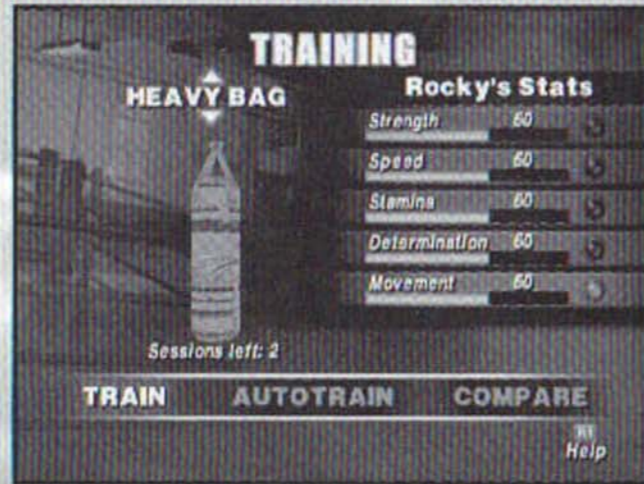 TRAINING
HEAVY BAG
Rocky's Stats
Strength 60
Speed 60
Stamina 60
Determination 60
Movement 60
Sessions left: 2
TRAIN AUTOTRAIN COMPARE
R1
Help